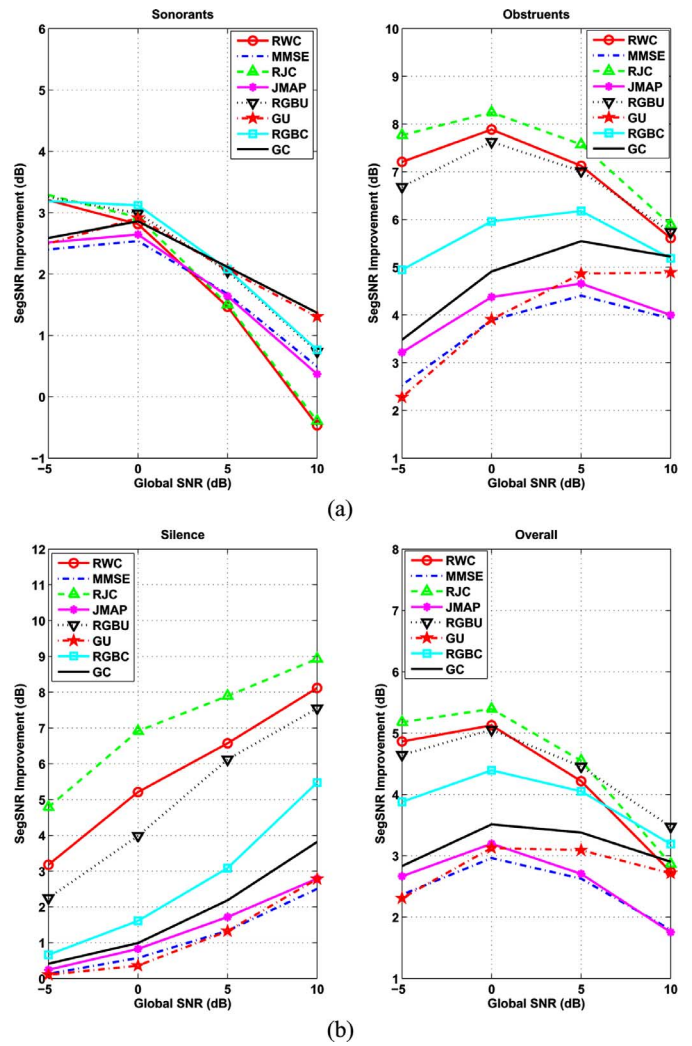 Sonorants
6
5
4
3
2
1
0
−1
SegSNR Improvement (dB)
RWC
MMSE
RJC
JMAP
RGBU
GU
RGBC
GC
−5
0
5
10
Global SNR (dB)
Obstruents
10
9
8
7
6
5
4
3
2
1
SegSNR Improvement (dB)
RWC
MMSE
RJC
JMAP
RGBU
GU
RGBC
GC
−5
0
5
10
Global SNR (dB)
(a)
Silence
12
11
10
9
8
7
6
5
4
3
2
1
0
SegSNR Improvement (dB)
RWC
MMSE
RJC
JMAP
RGBU
GU
RGBC
GC
−5
0
5
10
Global SNR (dB)
Overall
8
7
6
5
4
3
2
1
SegSNR Improvement (dB)
RWC
MMSE
RJC
JMAP
RGBU
GU
RGBC
GC
−5
0
5
10
Global SNR (dB)
(b)